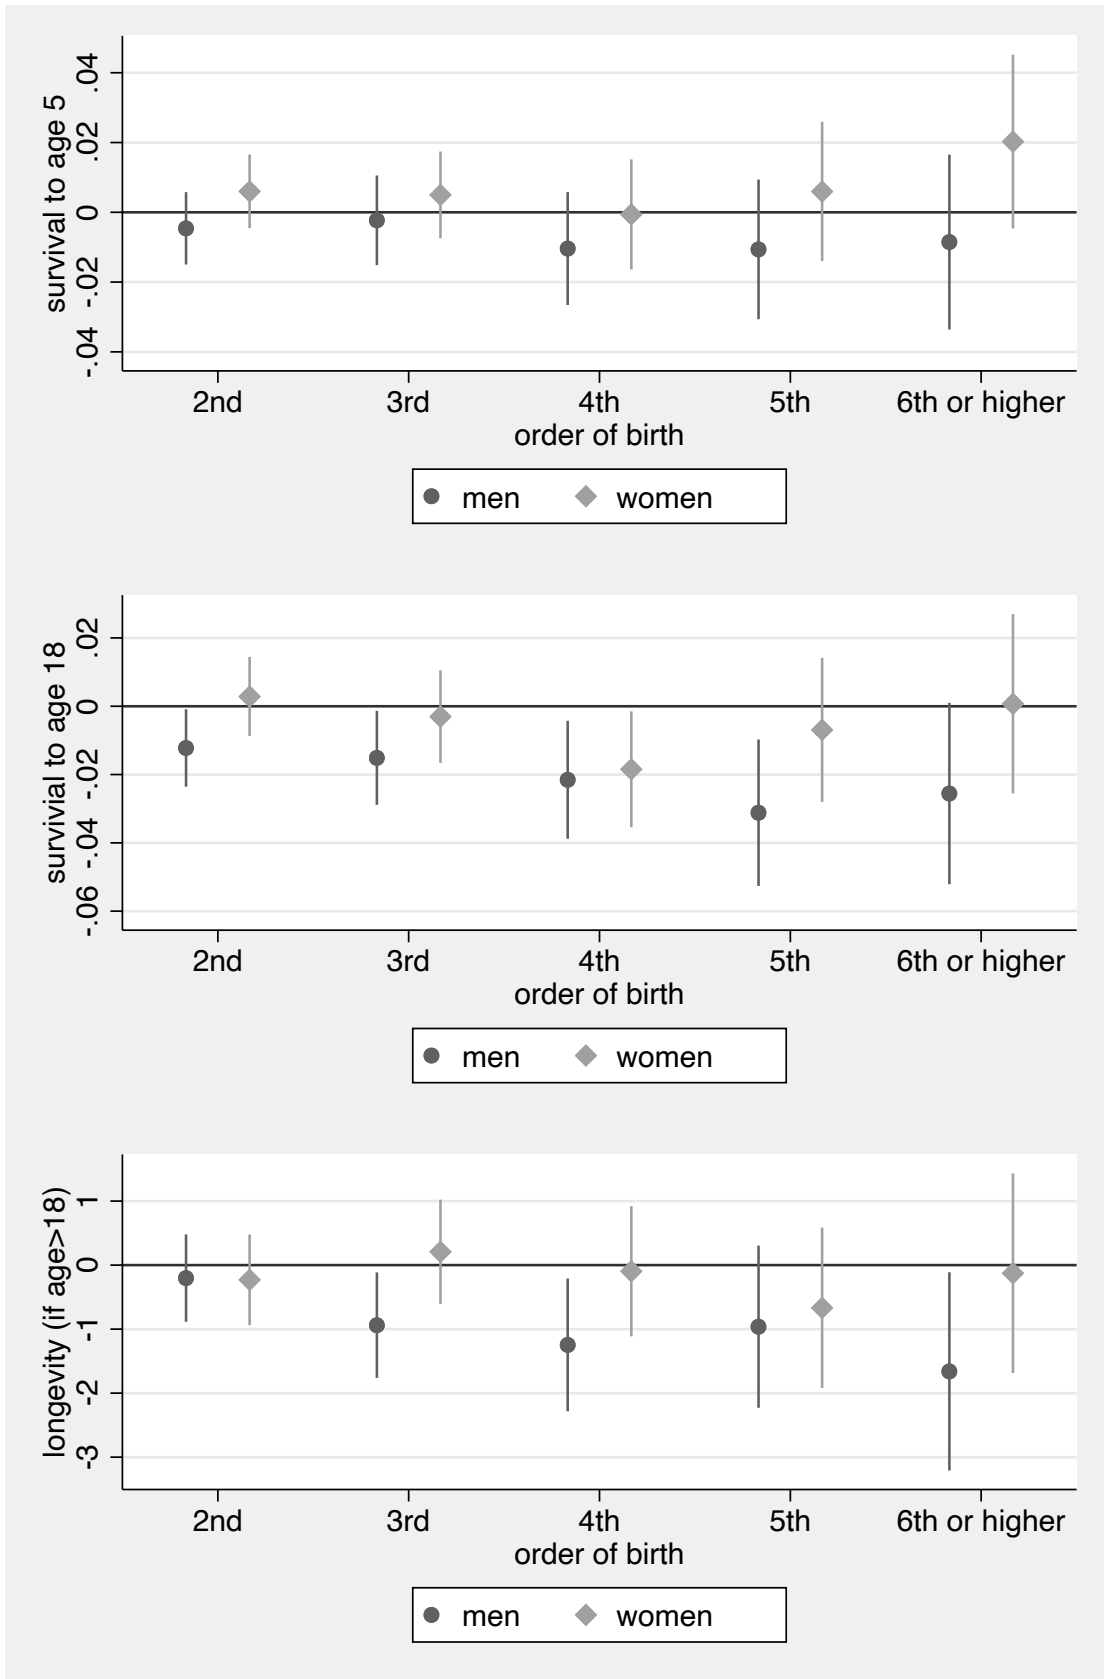 survival to age 5
.04
.02
0
-.02
-.04
2nd 3rd 4th 5th 6th or higher
order of birth
men women
survivial to age 18
.02
0
-.02
-.04
-.06
2nd 3rd 4th 5th 6th or higher
order of birth
men women
longevity (if age>18)
1
0
-1
-2
-3
2nd 3rd 4th 5th 6th or higher
order of birth
men women